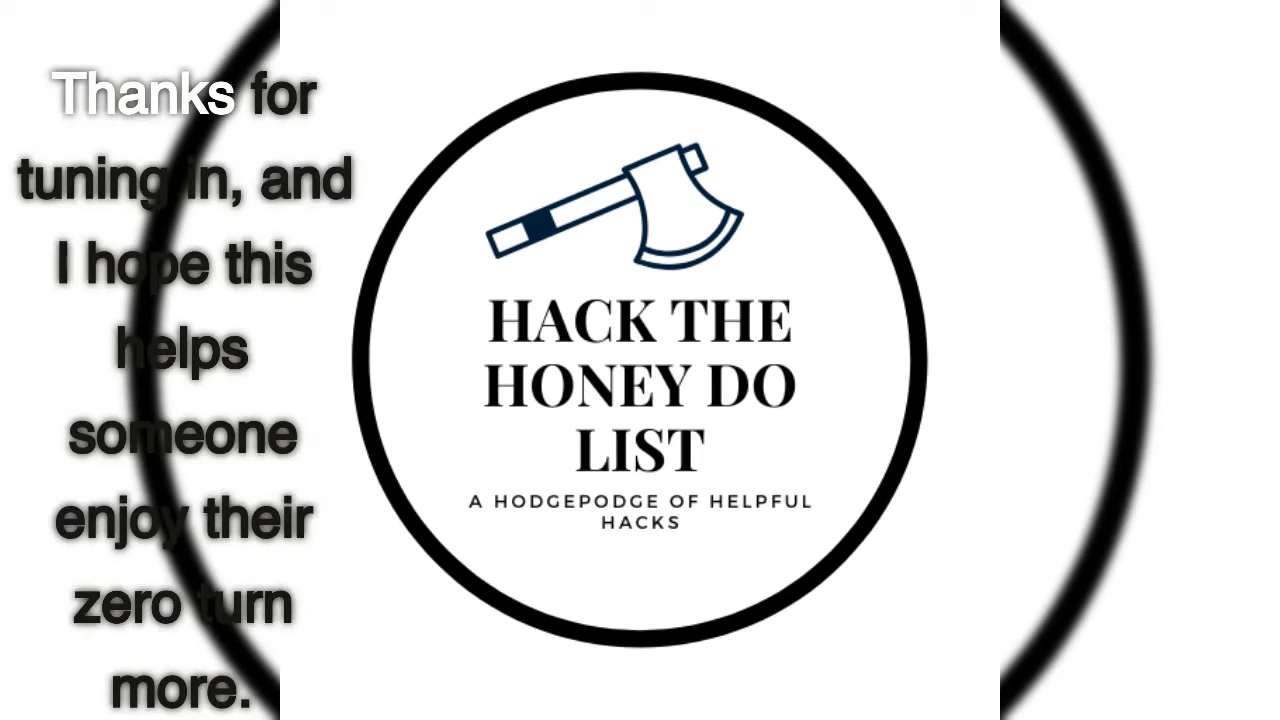 Thanks for
tuning in, and
I hope this
helps
someone
enjoy their
zero turn
more.
HACK THE
HONEY DO
LIST
A HODGEPODGE OF HELPFUL
HACKS